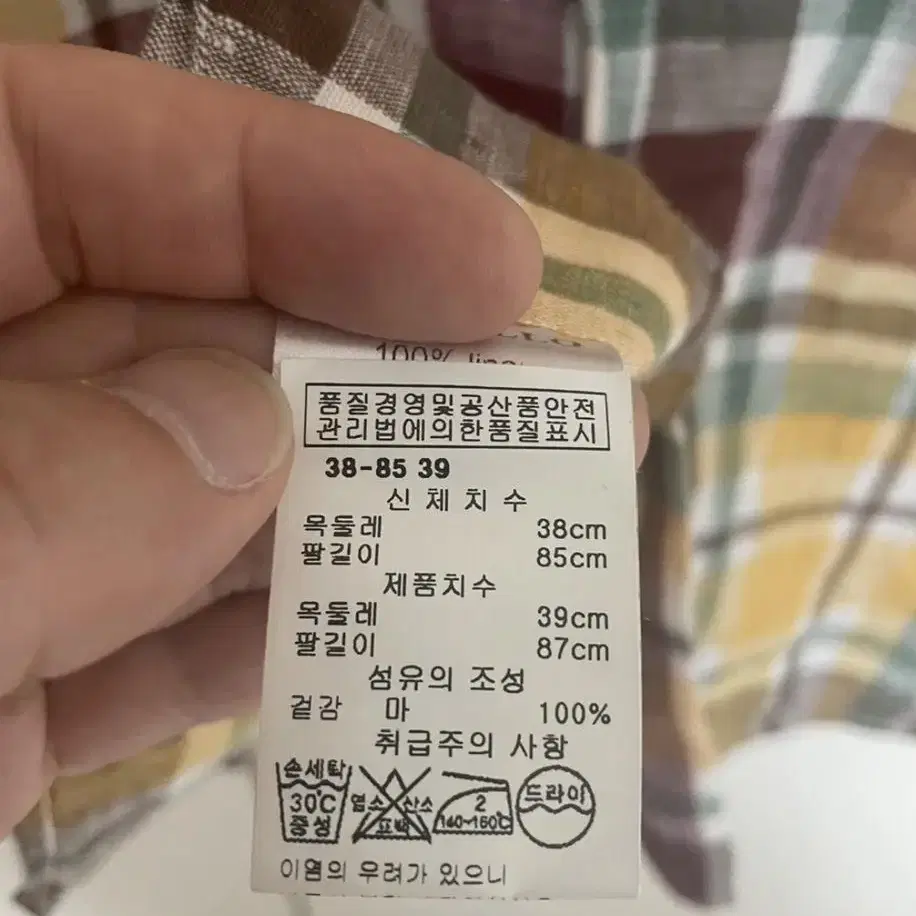 100%
품질경영및공산품안전
관리법에의한품질표시
38-85 39
신체치수
목둘레 38cm
팔길이 85cm
제품치수
목둘레 39cm
팔길이 87cm
섬유의 조성
겉감 마 100%
취급주의 사항
손세탁 30℃ 중성
염소 산소 표백
2 140~160℃
드라이
이염의 우려가 있으니